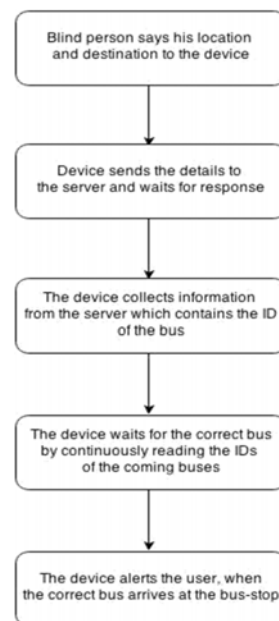 Blind person says his location
and destination to the device
Device sends the details to
the server and waits for response
The device collects information
from the server which contains the ID
of the bus
The device waits for the correct bus
by continuously reading the IDs
of the coming buses
The device alerts the user, when
the correct bus arrives at the bus-stop